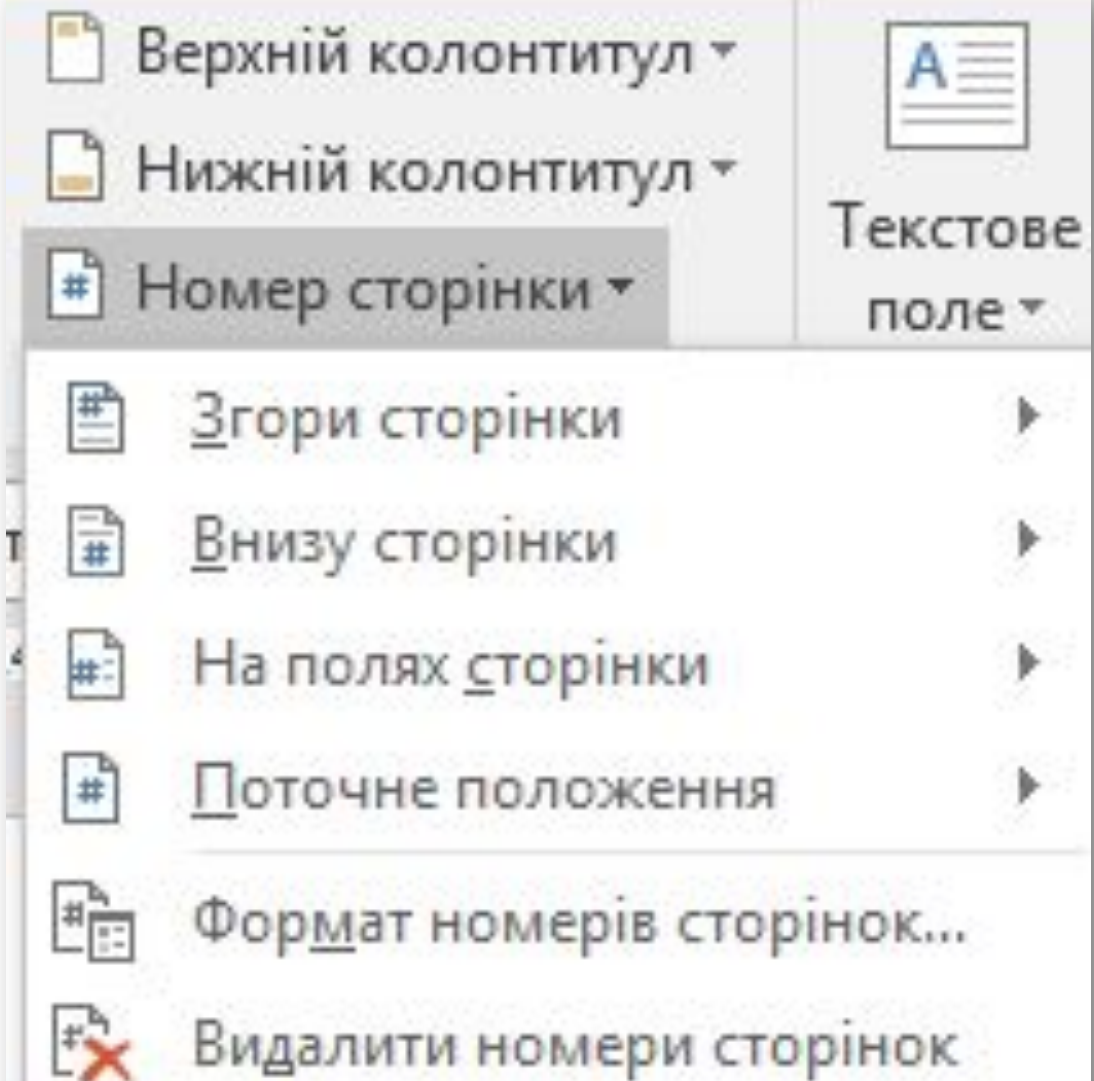 Верхній колонтитул
Нижній колонтитул
Номер сторінки
A
Текстове
поле
# Згори сторінки
# Внизу сторінки
# На полях сторінки
# Поточне положення
# Формат номерів сторінок...
# Видалити номери сторінок